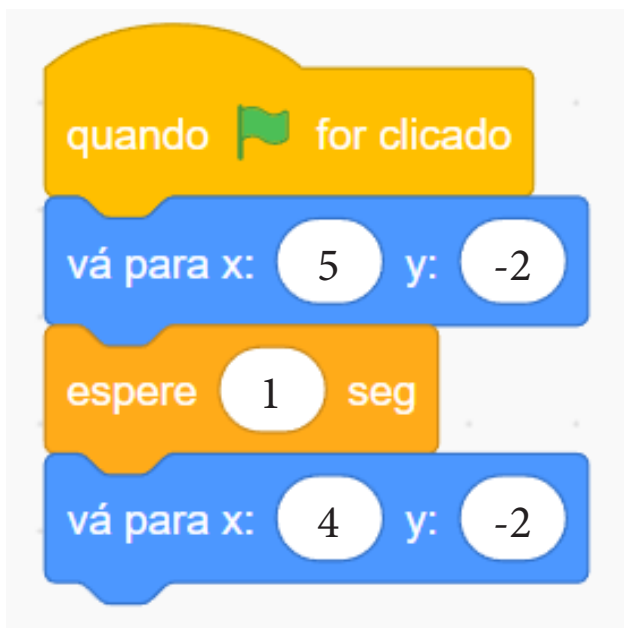 quando for clicado
vá para x: 5 y: -2
espere 1 seg
vá para x: 4 y: -2